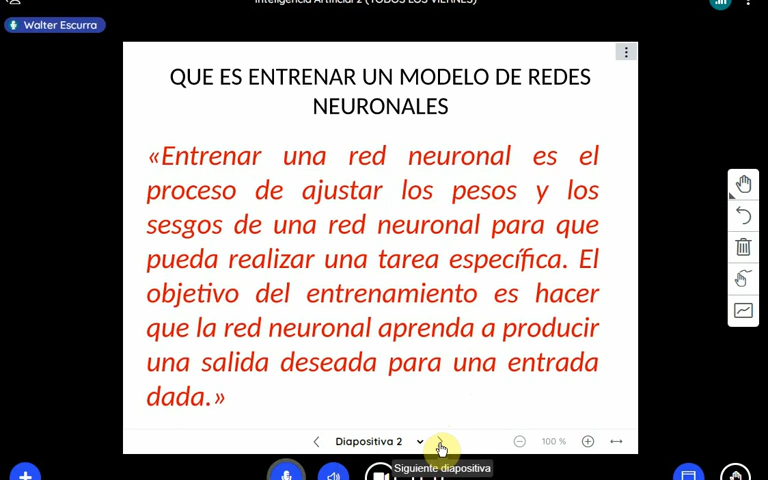 Inteligencia Artificial 2 (TODOS LOS VIERNES)
Walter Escurra
QUE ES ENTRENAR UN MODELO DE REDES
NEURONALES
«Entrenar una red neuronal es el
proceso de ajustar los pesos y los
sesgos de una red neuronal para que
pueda realizar una tarea específica. El
objetivo del entrenamiento es hacer
que la red neuronal aprenda a producir
una salida deseada para una entrada
dada.»
Diapositiva 2
100 %
Siguiente diapositiva